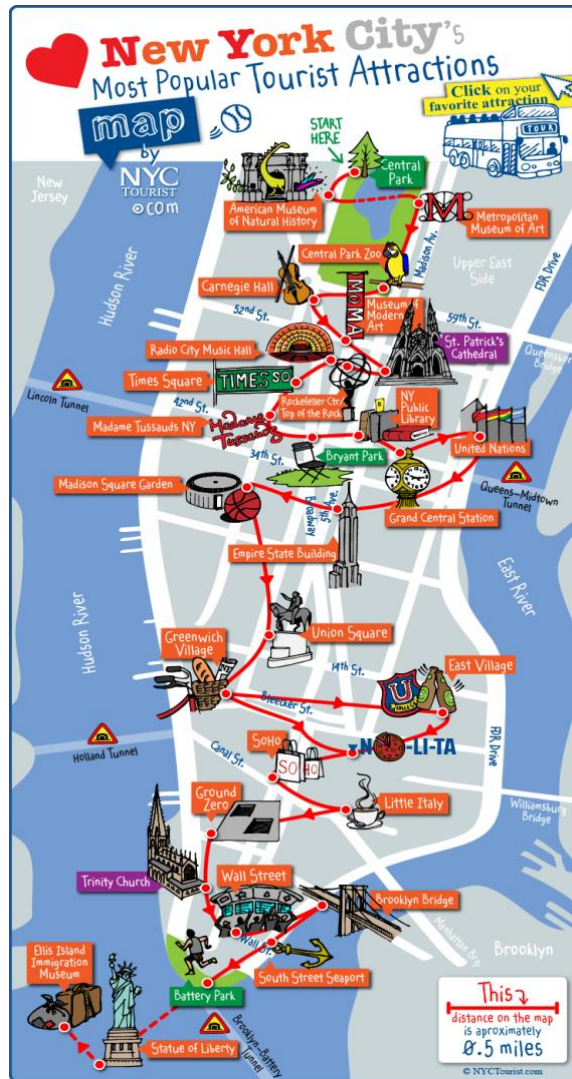 New York City's
Most Popular Tourist Attractions
map
by
NYC
TOURIST
.com
Click on your
favorite attraction
TOUR
START
HERE
Central
Park
New
Jersey
American Museum
of Natural History
M
Metropolitan
Museum of Art
Hudson River
Central Park Zoo
Madison Av.
Upper East
Side
FDR Drive
Carnegie Hall
MoMA
Museum
of Modern
Art
52nd St.
59th St.
St. Patrick's
Cathedral
Radio City Music Hall
Queensboro
Bridge
Times Square
TIMES SQ
Rockefeller Ctr.
Top of the Rock
Lincoln Tunnel
42nd St.
NY
Public
Library
Madame Tussauds NY
Madame
Tussauds
United Nations
Bryant Park
34th St.
Madison Square Garden
Queens-Midtown
Tunnel
Grand Central Station
5th Ave.
Broadway
Empire State Building
East River
Hudson River
Union Square
Greenwich
Village
14th St.
East Village
U
Bleecker St.
FDR Drive
NO-LI-TA
Holland Tunnel
SoHo
SO HO
Canal St.
Ground
Zero
Little Italy
Williamsburg
Bridge
Trinity Church
Wall Street
Brooklyn Bridge
Wall St.
Manhattan Brg.
Brooklyn
Ellis Island
Immigration
Museum
South Street Seaport
Battery Park
Statue of Liberty
Brooklyn-Battery
Tunnel
This
distance on the map
is aproximately
0.5 miles
© NYCTourist.com